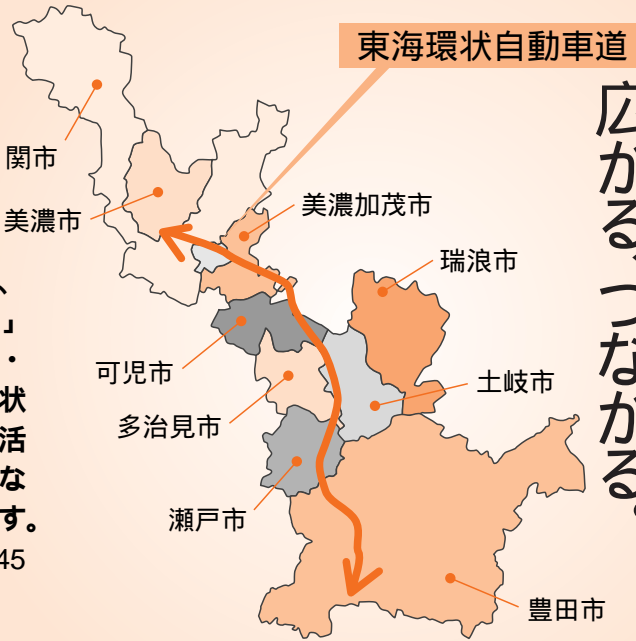 東海環状自動車道
広がる、つながる。
関市
美濃市
美濃加茂市
瑞浪市
可児市
土岐市
多治見市
瀬戸市
豊田市
、
」
・
状
活
な
す。
45